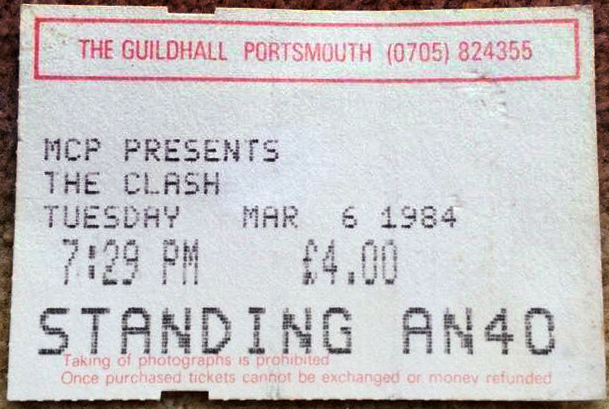 THE GUILDHALL PORTSMOUTH (0705) 824355
MCP PRESENTS
THE CLASH
TUESDAY MAR 6 1984
7:29 PM £4.00
STANDING AN40
Taking of photographs is prohibited
Once purchased tickets cannot be exchanged or money refunded